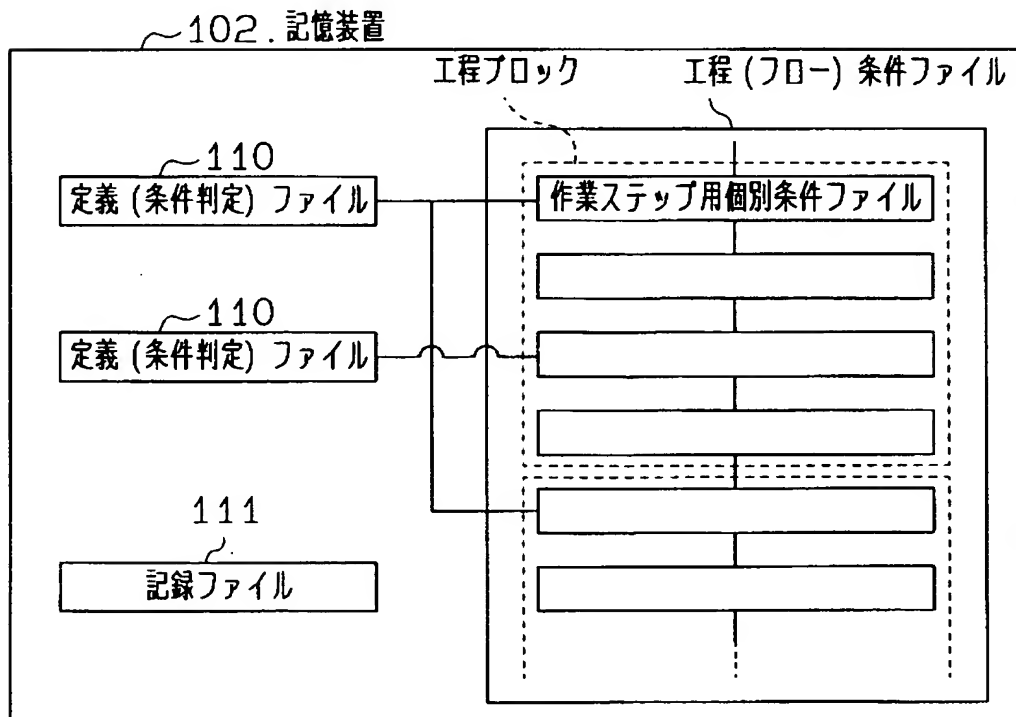 102. 記憶装置
工程ブロック
工程(フロー)条件ファイル
110
定義(条件判定)ファイル
作業ステップ用個別条件ファイル
110
定義(条件判定)ファイル
111
記録ファイル